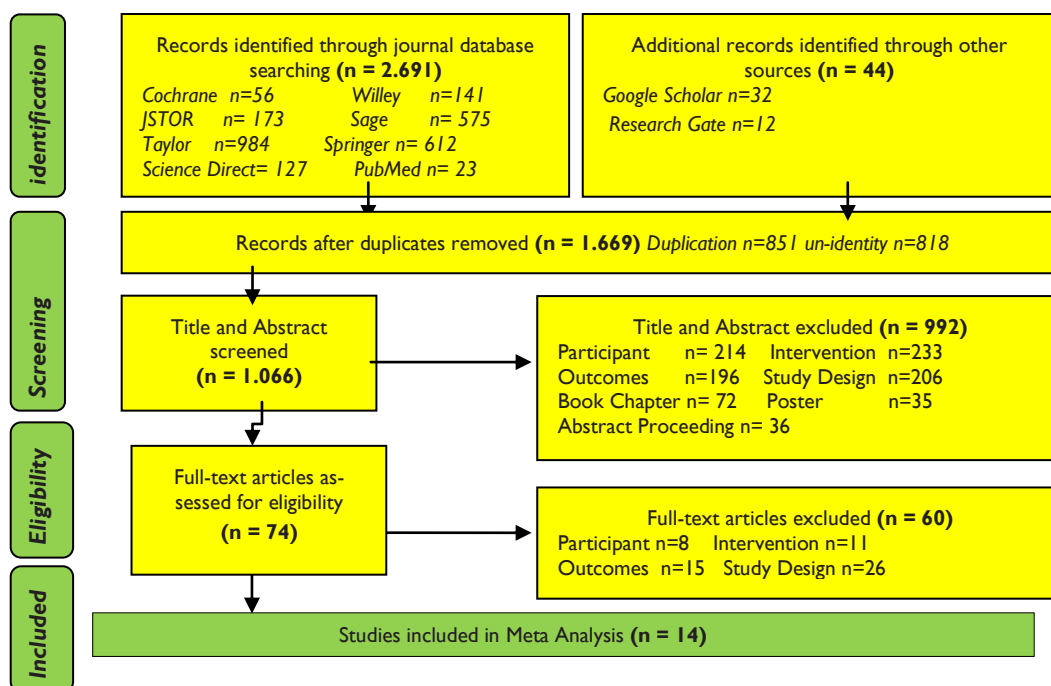 identification
Records identified through journal database
searching (n = 2.691)
Cochrane n=56 Willey n=141
JSTOR n= 173 Sage n= 575
Taylor n=984 Springer n= 612
Science Direct= 127 PubMed n= 23
Additional records identified through other
sources (n = 44)
Google Scholar n=32
Research Gate n=12
Screening
Records after duplicates removed (n = 1.669) Duplication n=851 un-identity n=818
Title and Abstract
screened
(n = 1.066)
Title and Abstract excluded (n = 992)
Participant n= 214 Intervention n=233
Outcomes n=196 Study Design n=206
Book Chapter n= 72 Poster n=35
Abstract Proceeding n= 36
Eligibility
Full-text articles as-
sessed for eligibility
(n = 74)
Full-text articles excluded (n = 60)
Participant n=8 Intervention n=11
Outcomes n=15 Study Design n=26
Included
Studies included in Meta Analysis (n = 14)